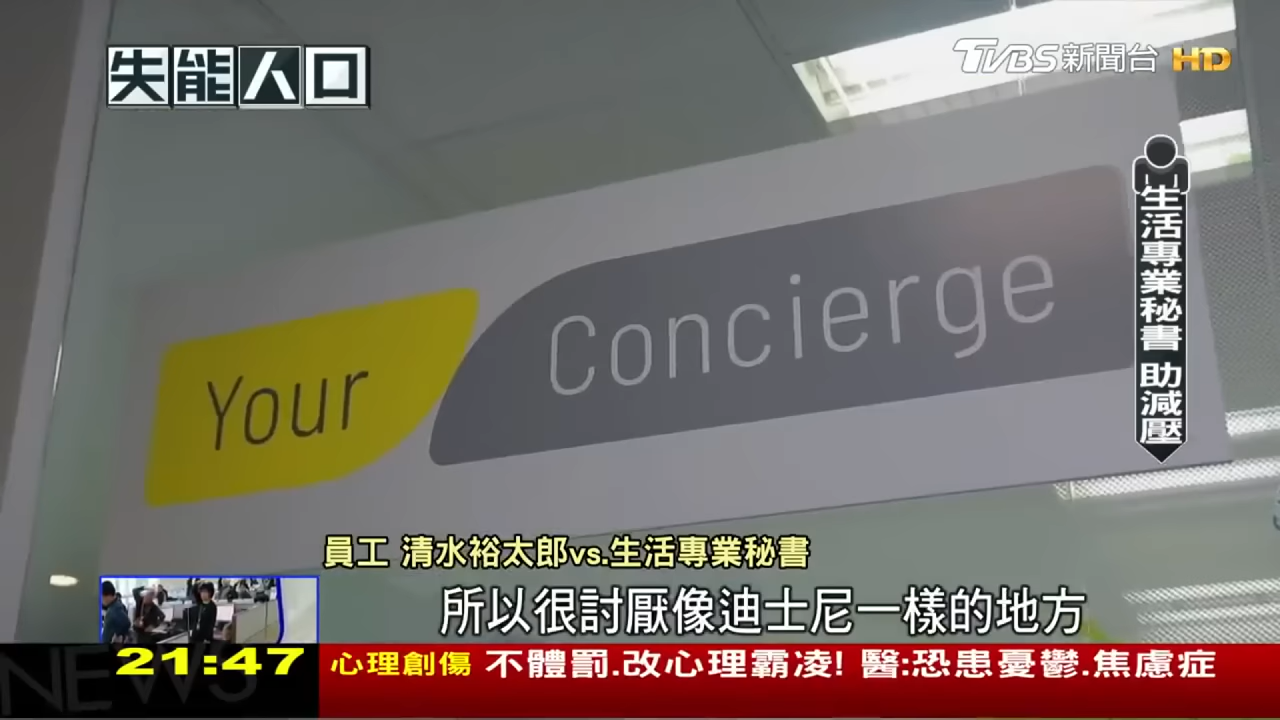 失能人口
TVBS新聞台 HD
生活專業秘書 助減壓
Your Concierge
員工 清水裕太郎vs.生活專業秘書
所以很討厭像迪士尼一樣的地方
NEWS
21:47 心理創傷 不體罰.改心理霸凌! 醫:恐患憂鬱.焦慮症